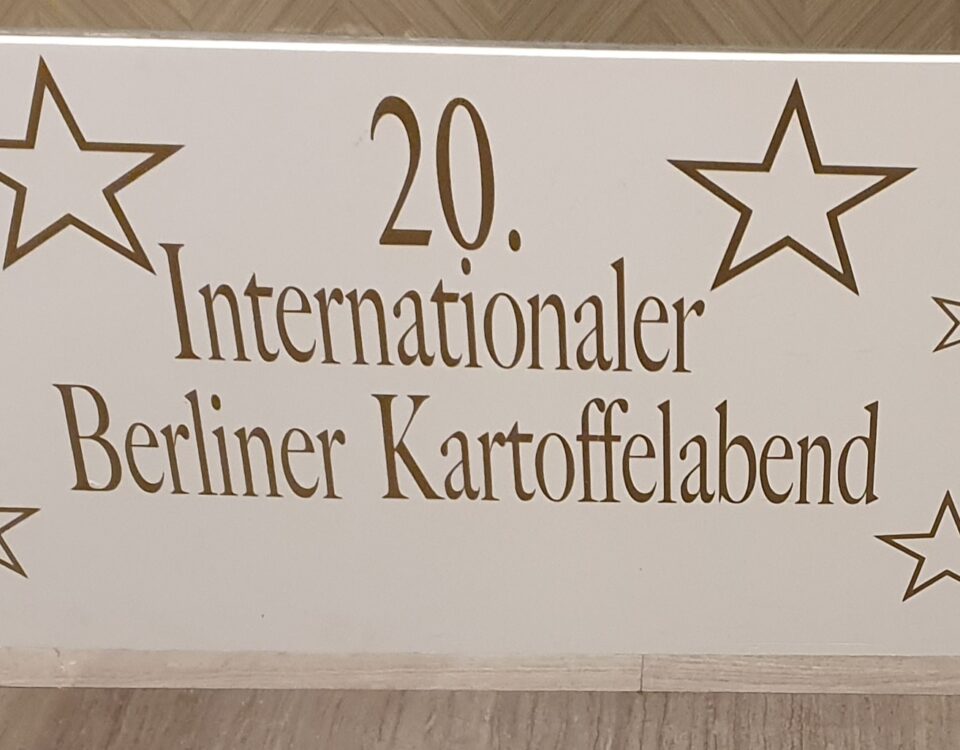 20.
Internationaler
Berliner Kartoffelabend